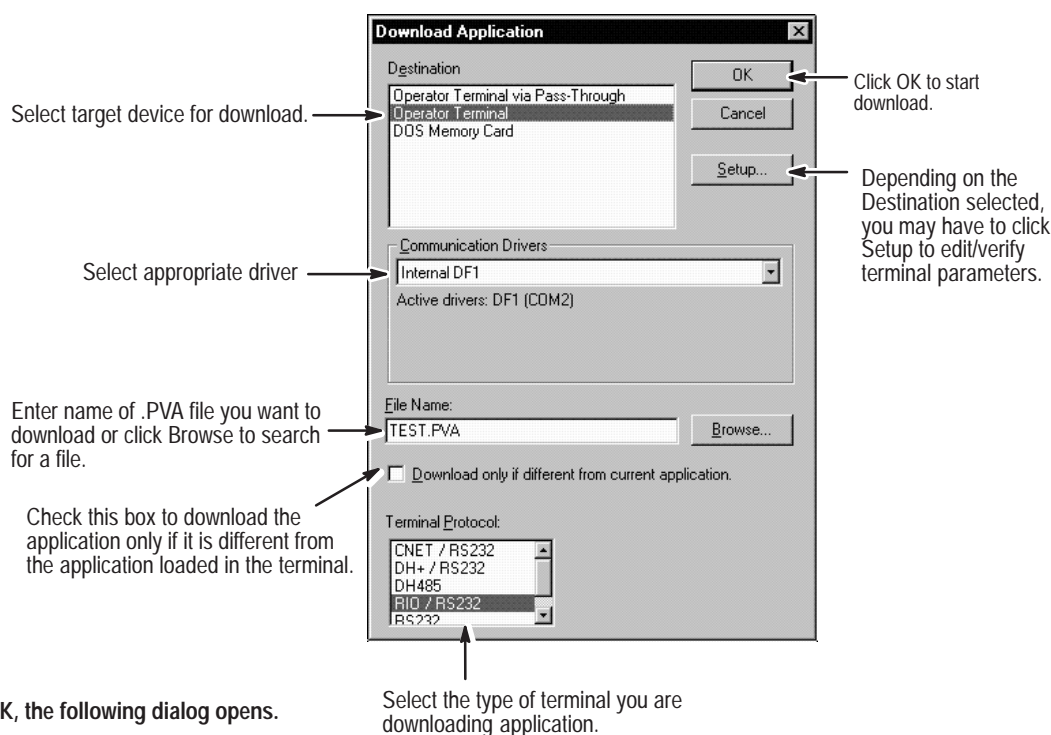 Download Application
Destination
Operator Terminal via Pass-Through
Operator Terminal
DOS Memory Card
OK
Cancel
Setup...
Click OK to start
download.
Select target device for download.
Depending on the
Destination selected,
you may have to click
Setup to edit/verify
terminal parameters.
Communication Drivers
Select appropriate driver
Internal DF1
Active drivers: DF1 (COM2)
File Name:
Enter name of .PVA file you want to
download or click Browse to search
for a file.
TEST.PVA
Browse...
Download only if different from current application.
Check this box to download the
application only if it is different from
the application loaded in the terminal.
Terminal Protocol:
CNET / RS232
DH+ / RS232
DH485
RIO / RS232
RS232
Select the type of terminal you are
downloading application.
K, the following dialog opens.